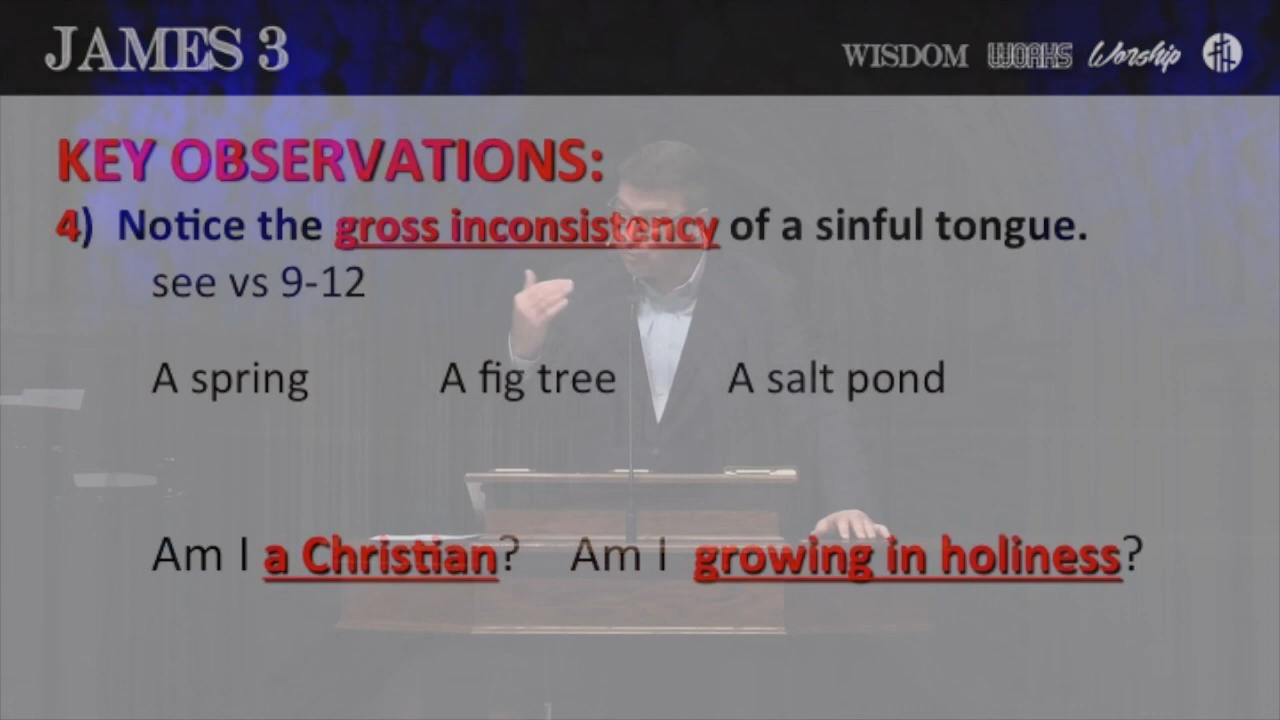 JAMES 3
WISDOM WORKS Worship
KEY OBSERVATIONS:
4) Notice the gross inconsistency of a sinful tongue.
see vs 9-12
A spring A fig tree A salt pond
Am I a Christian? Am I growing in holiness?